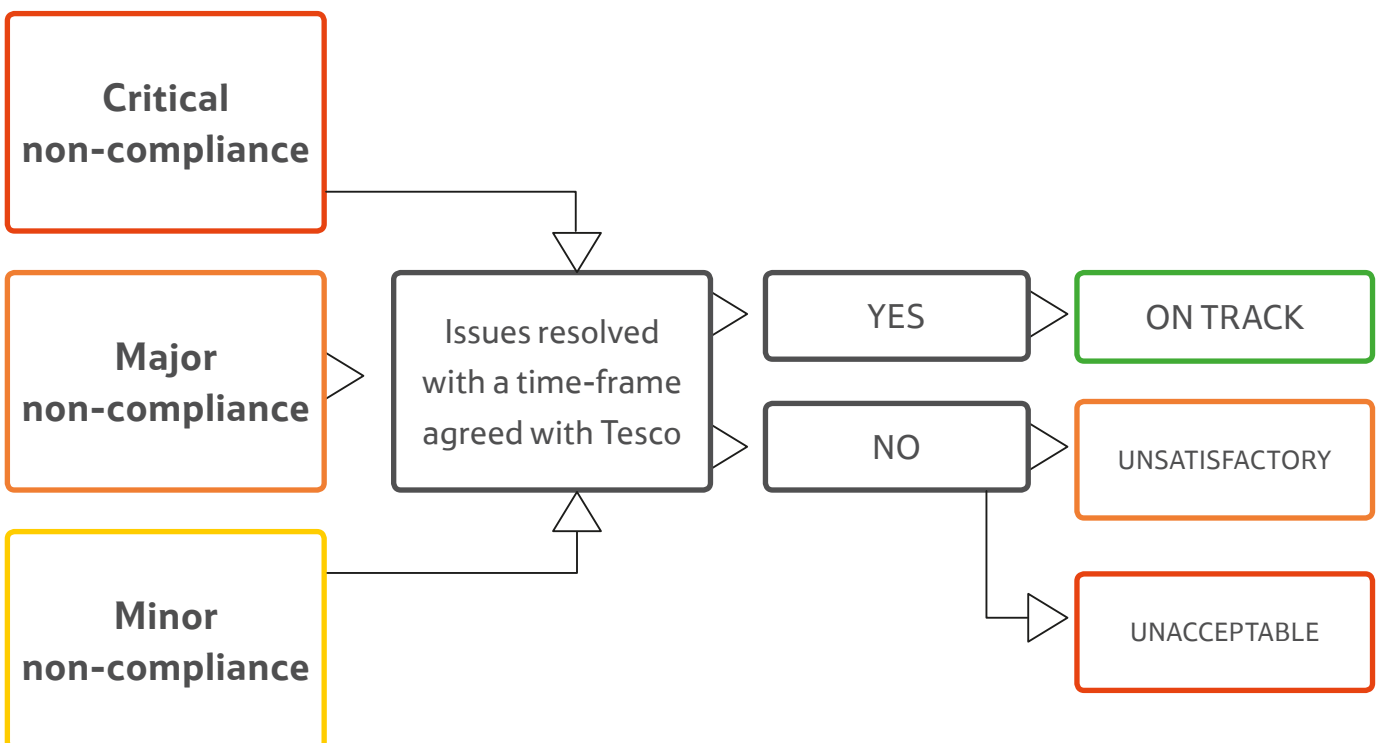 Critical
non-compliance
Major
non-compliance
Minor
non-compliance
Issues resolved
with a time-frame
agreed with Tesco
YES
NO
ON TRACK
UNSATISFACTORY
UNACCEPTABLE